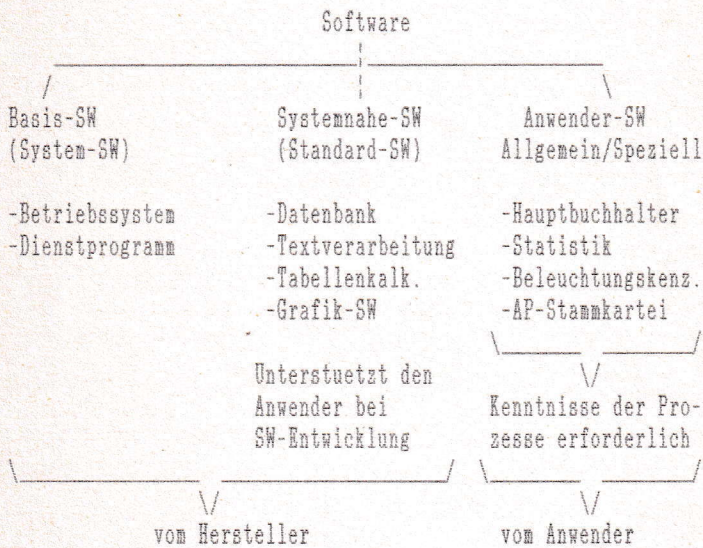 Software
Basis-SW Systemnahe-SW Anwender-SW
(System-SW) (Standard-SW) Allgemein/Speziell
-Betriebssystem -Datenbank -Hauptbuchhalter
-Dienstprogramm -Textverarbeitung -Statistik
-Tabellenkalk. -Beleuchtungskenz.
-Grafik-SW -AP-Stammkartei
Unterstuetzt den
Anwender bei Kenntnisse der Pro-
SW-Entwicklung zesse erforderlich
vom Hersteller vom Anwender